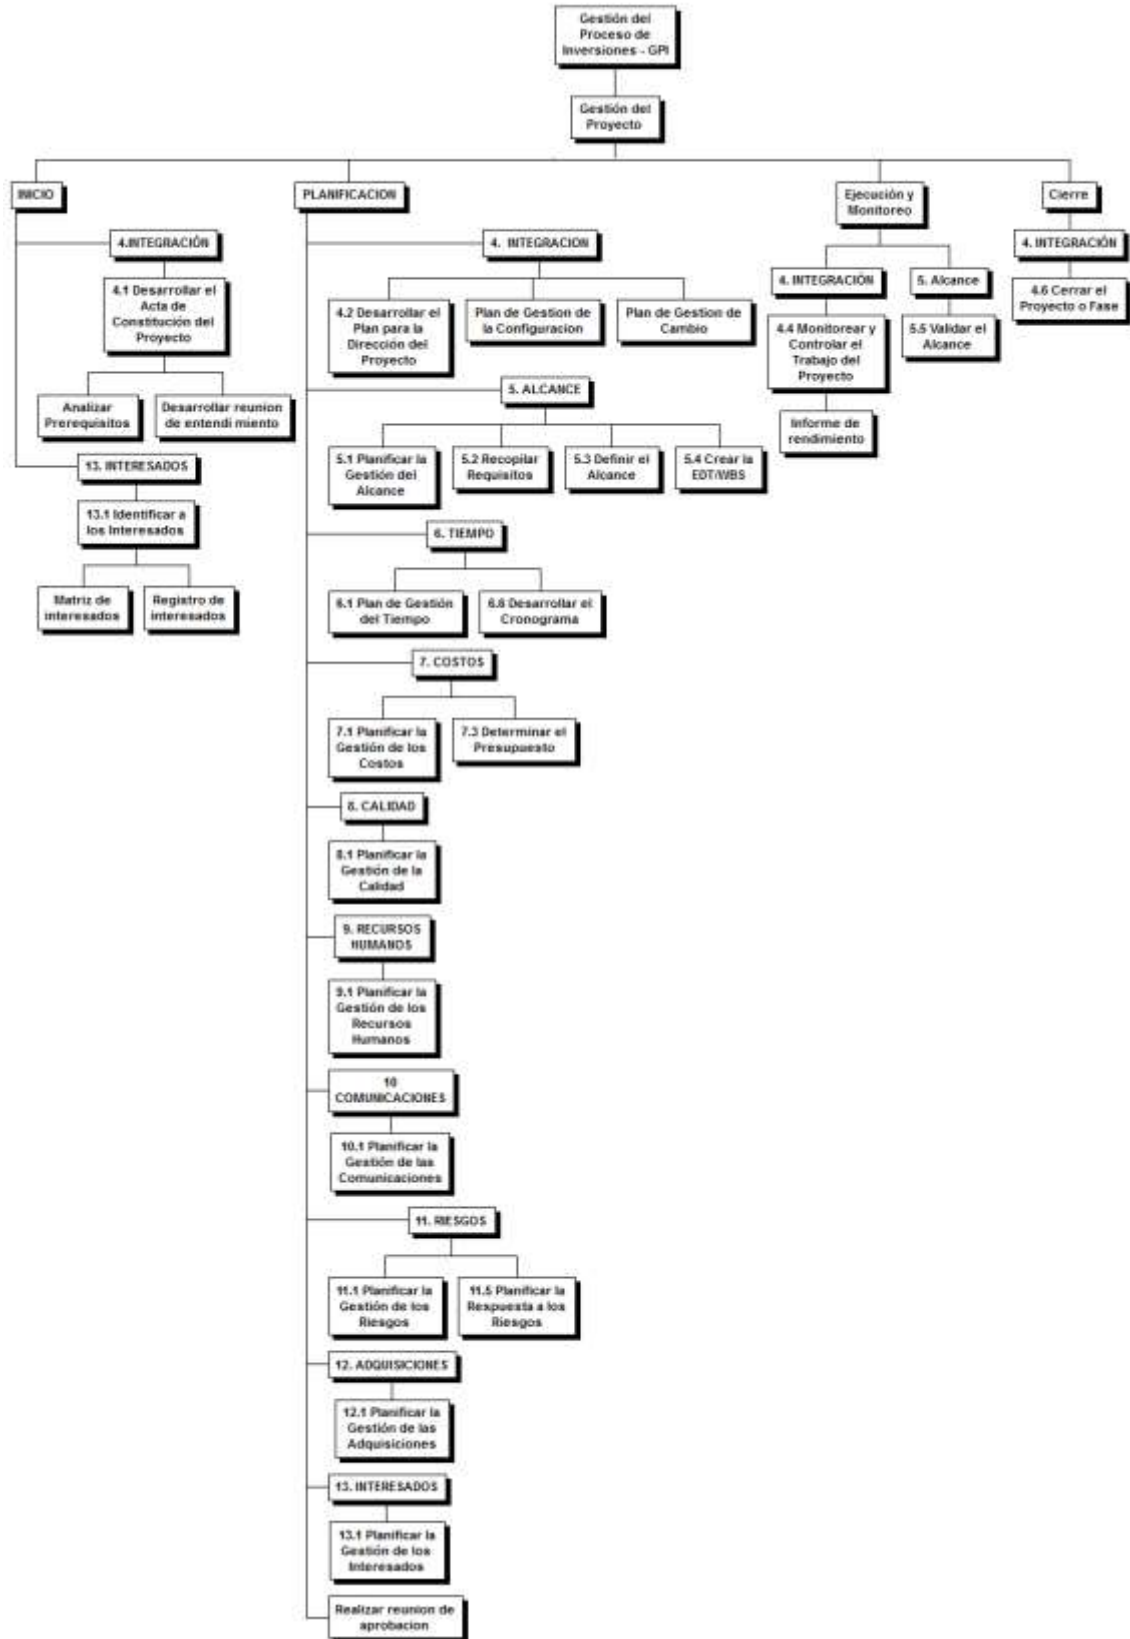 Gestión del
Proceso de
Inversiones - GPI
Gestión del
Proyecto
INICIO
4.INTEGRACIÓN
4.1 Desarrollar el
Acta de
Constitución del
Proyecto
Analizar
Prerequisitos
Desarrollar reunion
de entendi miento
13. INTERESADOS
13.1 Identificar a
los Interesados
Matriz de
interesados
Registro de
interesados
PLANIFICACION
4. INTEGRACION
4.2 Desarrollar el
Plan para la
Dirección del
Proyecto
Plan de Gestion de
la Configuracion
Plan de Gestion de
Cambio
5. ALCANCE
5.1 Planificar la
Gestión del
Alcance
5.2 Recopilar
Requisitos
5.3 Definir el
Alcance
5.4 Crear la
EDT/WBS
6. TIEMPO
6.1 Plan de Gestión
del Tiempo
6.6 Desarrollar el
Cronograma
7. COSTOS
7.1 Planificar la
Gestión de los
Costos
7.3 Determinar el
Presupuesto
8. CALIDAD
8.1 Planificar la
Gestión de la
Calidad
9. RECURSOS
HUMANOS
9.1 Planificar la
Gestión de los
Recursos
Humanos
10
COMUNICACIONES
10.1 Planificar la
Gestión de las
Comunicaciones
11. RIESGOS
11.1 Planificar la
Gestión de los
Riesgos
11.5 Planificar la
Respuesta a los
Riesgos
12. ADQUISICIONES
12.1 Planificar la
Gestión de las
Adquisiciones
13. INTERESADOS
13.1 Planificar la
Gestión de los
Interesados
Realizar reunion de
aprobacion
Ejecución y
Monitoreo
4. INTEGRACIÓN
4.4 Monitorear y
Controlar el
Trabajo del
Proyecto
Informe de
rendimiento
5. Alcance
5.5 Validar el
Alcance
Cierre
4. INTEGRACIÓN
4.6 Cerrar el
Proyecto o Fase